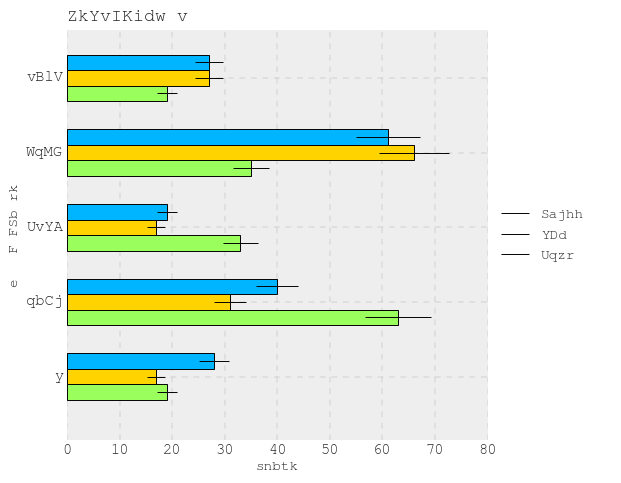 ZkYvIKidw v
vBlV
WqMG
UvYA
qbCj
y
e F FSb rk
0 10 20 30 40 50 60 70 80
snbtk
Sajhh
YDd
Uqzr